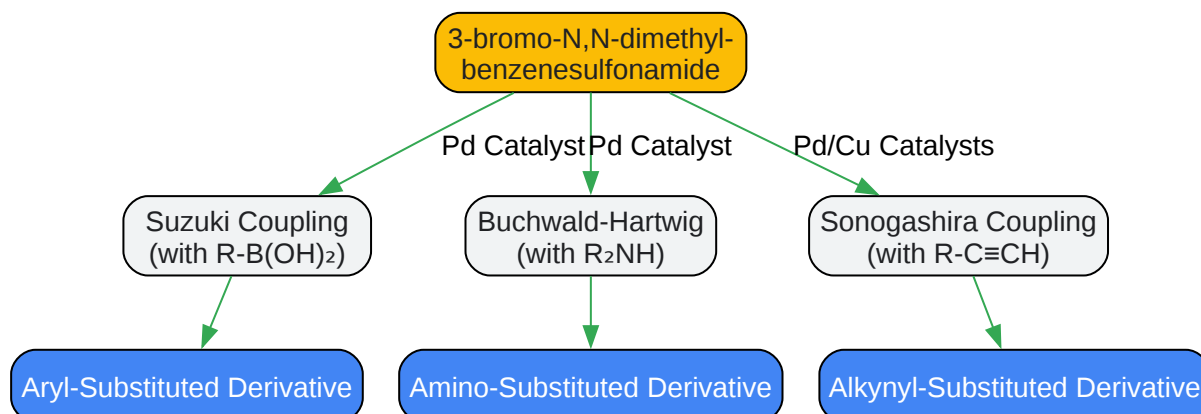 3-bromo-N,N-dimethyl-
benzenesulfonamide
Pd Catalyst
Pd Catalyst
Pd/Cu Catalysts
Suzuki Coupling
(with R-B(OH)₂)
Buchwald-Hartwig
(with R₂NH)
Sonogashira Coupling
(with R-C≡CH)
Aryl-Substituted Derivative
Amino-Substituted Derivative
Alkynyl-Substituted Derivative